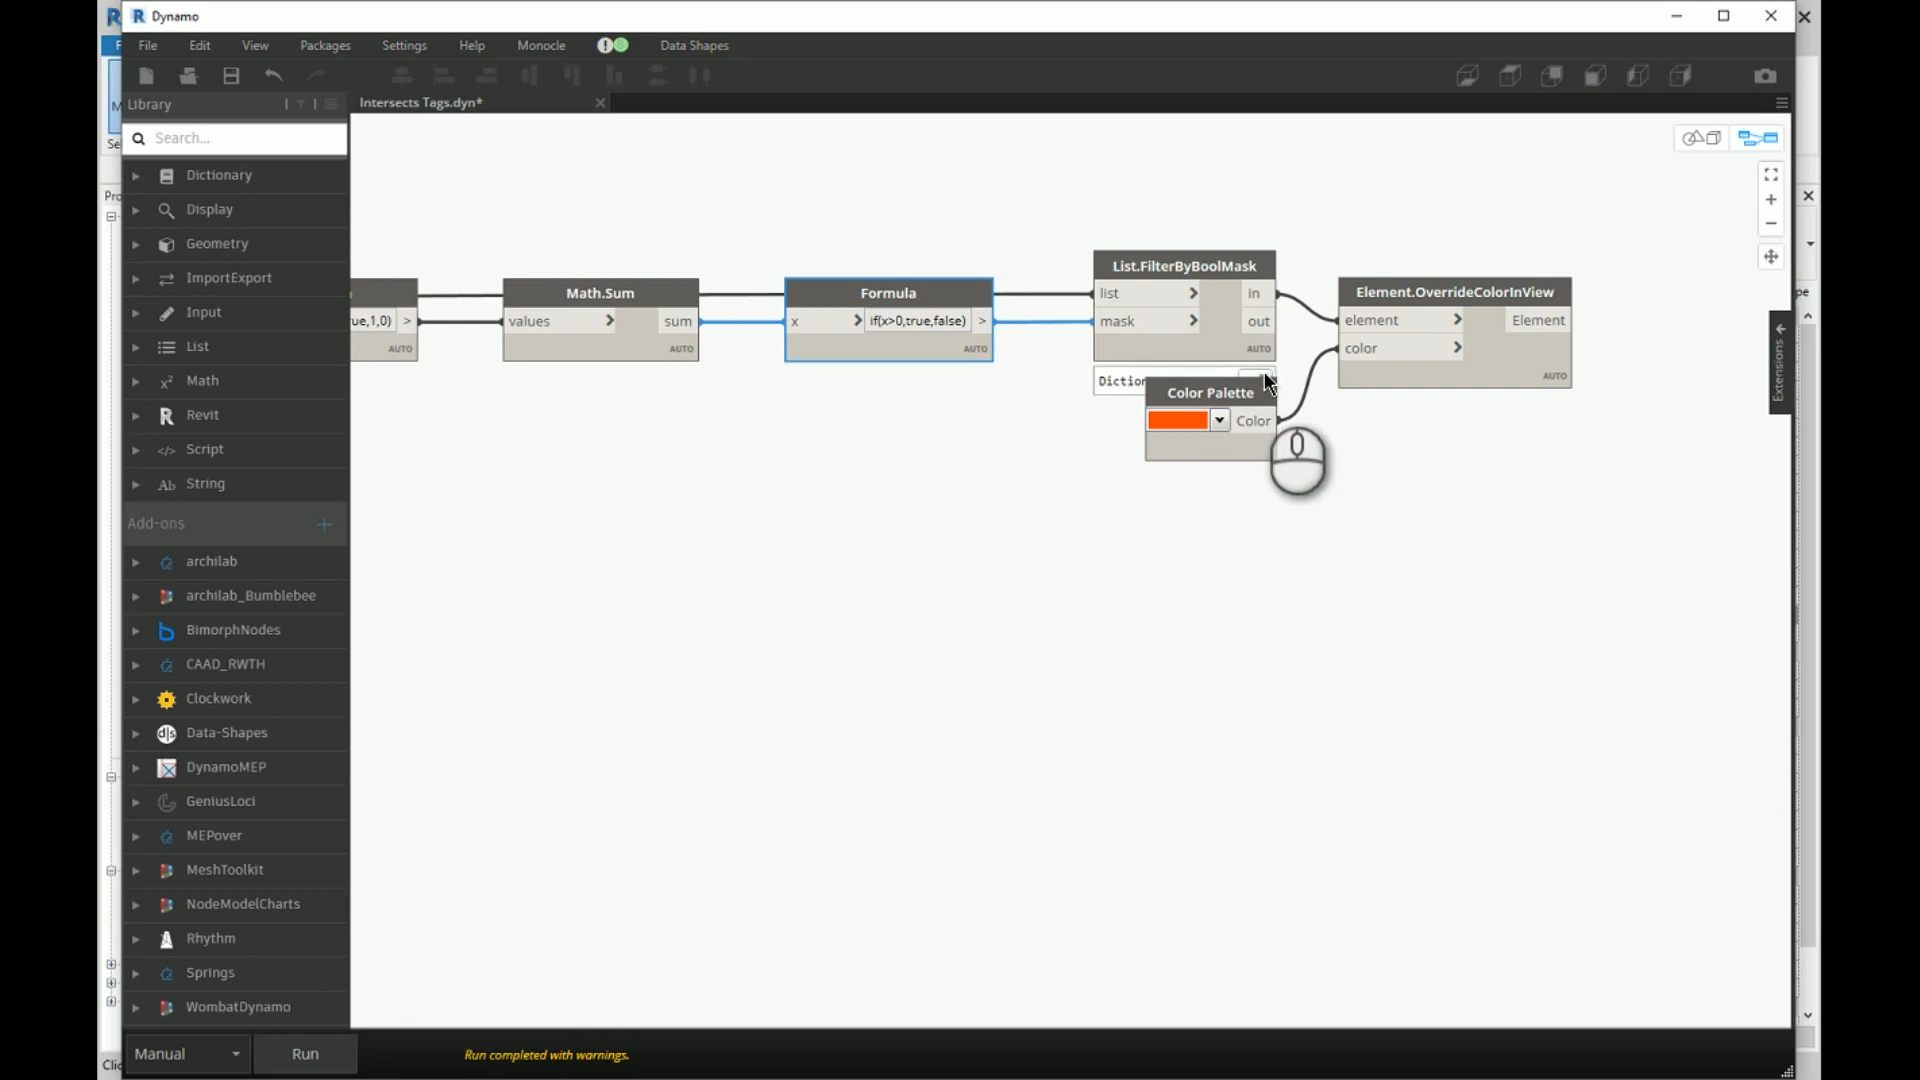 Dynamo
File Edit View Packages Settings Help Monocle Data Shapes
Library
Intersects Tags.dyn*
Search...
Dictionary
Display
Geometry
ImportExport
Input
List
Math
Revit
Script
String
Add-ons
archilab
archilab_Bumblebee
BimorphNodes
CAAD_RWTH
Clockwork
Data-Shapes
DynamoMEP
GeniusLoci
MEPover
MeshToolkit
NodeModelCharts
Rhythm
Springs
WombatDynamo
Manual
Run
Run completed with warnings.
ue,1,0) >
AUTO
Math.Sum
values > sum
AUTO
Formula
x > if(x>0,true,false) >
AUTO
List.FilterByBoolMask
list > in
mask > out
AUTO
Diction
Color Palette
Color
Element.OverrideColorInView
element > Element
color >
AUTO
Extensions